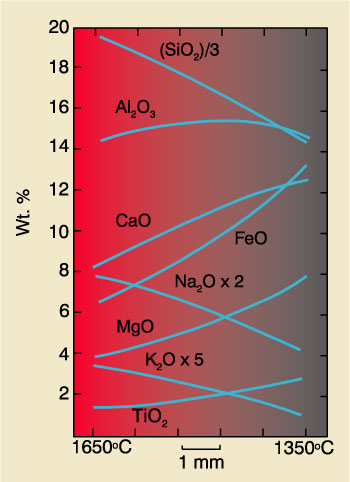 20
(SiO₂)/3
18
16
Al₂O₃
14
12
CaO
10
FeO
8
Na₂O x 2
6
MgO
4
K₂O x 5
2
TiO₂
Wt. %
1650ºC
1 mm
1350ºC